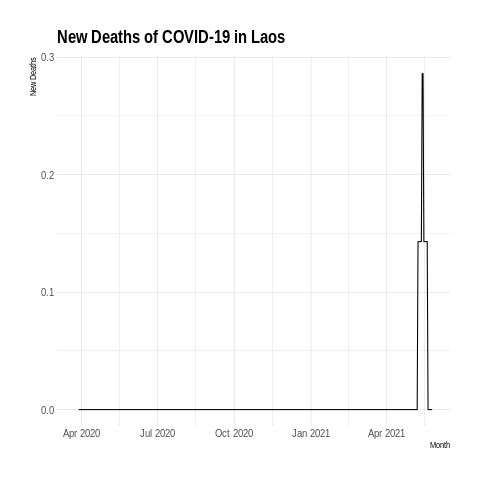 New Deaths of COVID-19 in Laos
New Deaths
0.3
0.2
0.1
0.0
Apr 2020 Jul 2020 Oct 2020 Jan 2021 Apr 2021
Month